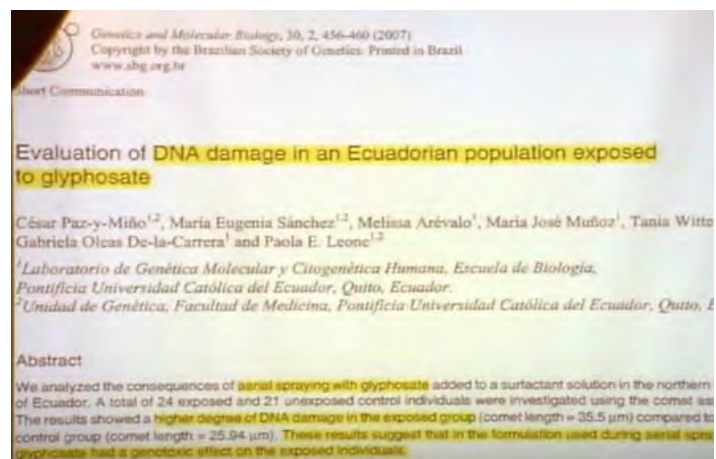 Genetics and Molecular Biology, 30, 2, 456-460 (2007)
Copyright by the Brazilian Society of Genetics. Printed in Brazil
www.sbg.org.br
Short Communication
Evaluation of DNA damage in an Ecuadorian population exposed
to glyphosate
César Paz-y-Miño1,2, María Eugenia Sánchez1,2, Melissa Arévalo1, María José Muñoz1, Tania Witte
Gabriela Oleas De-la-Carrera1 and Paola E. Leone1,2
1Laboratorio de Genética Molecular y Citogenética Humana, Escuela de Biología,
Pontificia Universidad Católica del Ecuador, Quito, Ecuador.
2Unidad de Genética, Facultad de Medicina, Pontificia Universidad Católica del Ecuador, Quito, E
Abstract
We analyzed the consequences of aerial spraying with glyphosate added to a surfactant solution in the northern
of Ecuador. A total of 24 exposed and 21 unexposed control individuals were investigated using the comet as
The results showed a higher degree of DNA damage in the exposed group (comet length = 35.5 µm) compared to
control group (comet length = 25.94 µm). These results suggest that in the formulation used during aerial spra
glyphosate had a genotoxic effect on the exposed individuals.